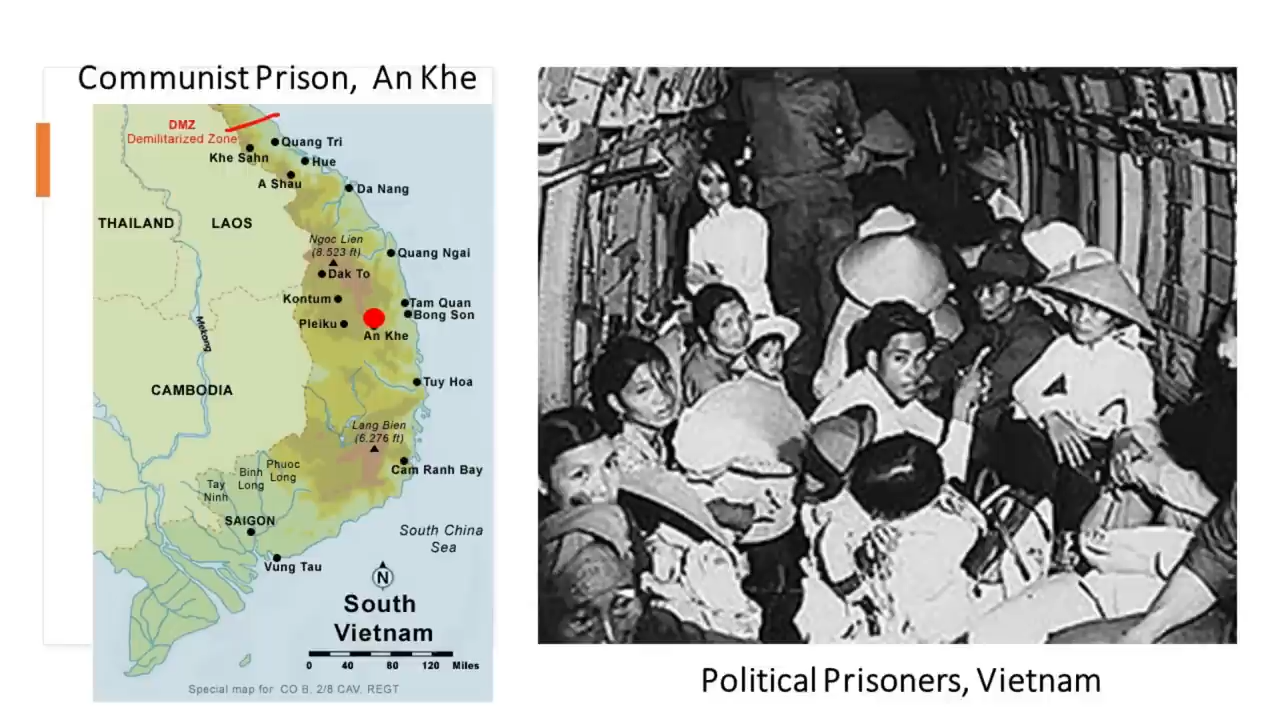 Communist Prison, An Khe
DMZ
Demilitarized Zone
Quang Tri
Khe Sahn
Hue
A Shau
Da Nang
THAILAND
LAOS
Ngoc Lien
(8.523 ft)
Quang Ngai
Dak To
Kontum
Tam Quan
Bong Son
Pleiku
An Khe
Mekong
CAMBODIA
Tuy Hoa
Lang Bien
(6.276 ft)
Cam Ranh Bay
Phuoc
Long
Binh
Long
Tay
Ninh
SAIGON
South China
Sea
Vung Tau
N
South
Vietnam
0 40 80 120 Miles
Special map for CO B, 2/8 CAV, REGT
Political Prisoners, Vietnam